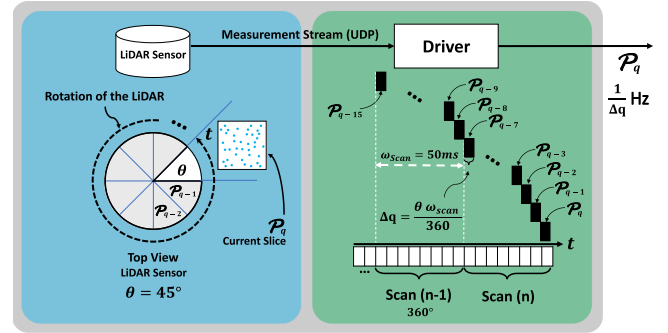 LiDAR Sensor
Measurement Stream (UDP)
Driver
𝒫q
1/Δq Hz
Rotation of the LiDAR
t
θ
𝒫q−1
𝒫q−2
𝒫q
Current Slice
Top View
LiDAR Sensor
θ = 45°
𝒫q−15
𝒫q−9
𝒫q−8
𝒫q−7
ωScan = 50ms
𝒫q−3
𝒫q−2
𝒫q−1
𝒫q
Δq = θ ωscan/360
t
Scan (n-1)
360°
Scan (n)